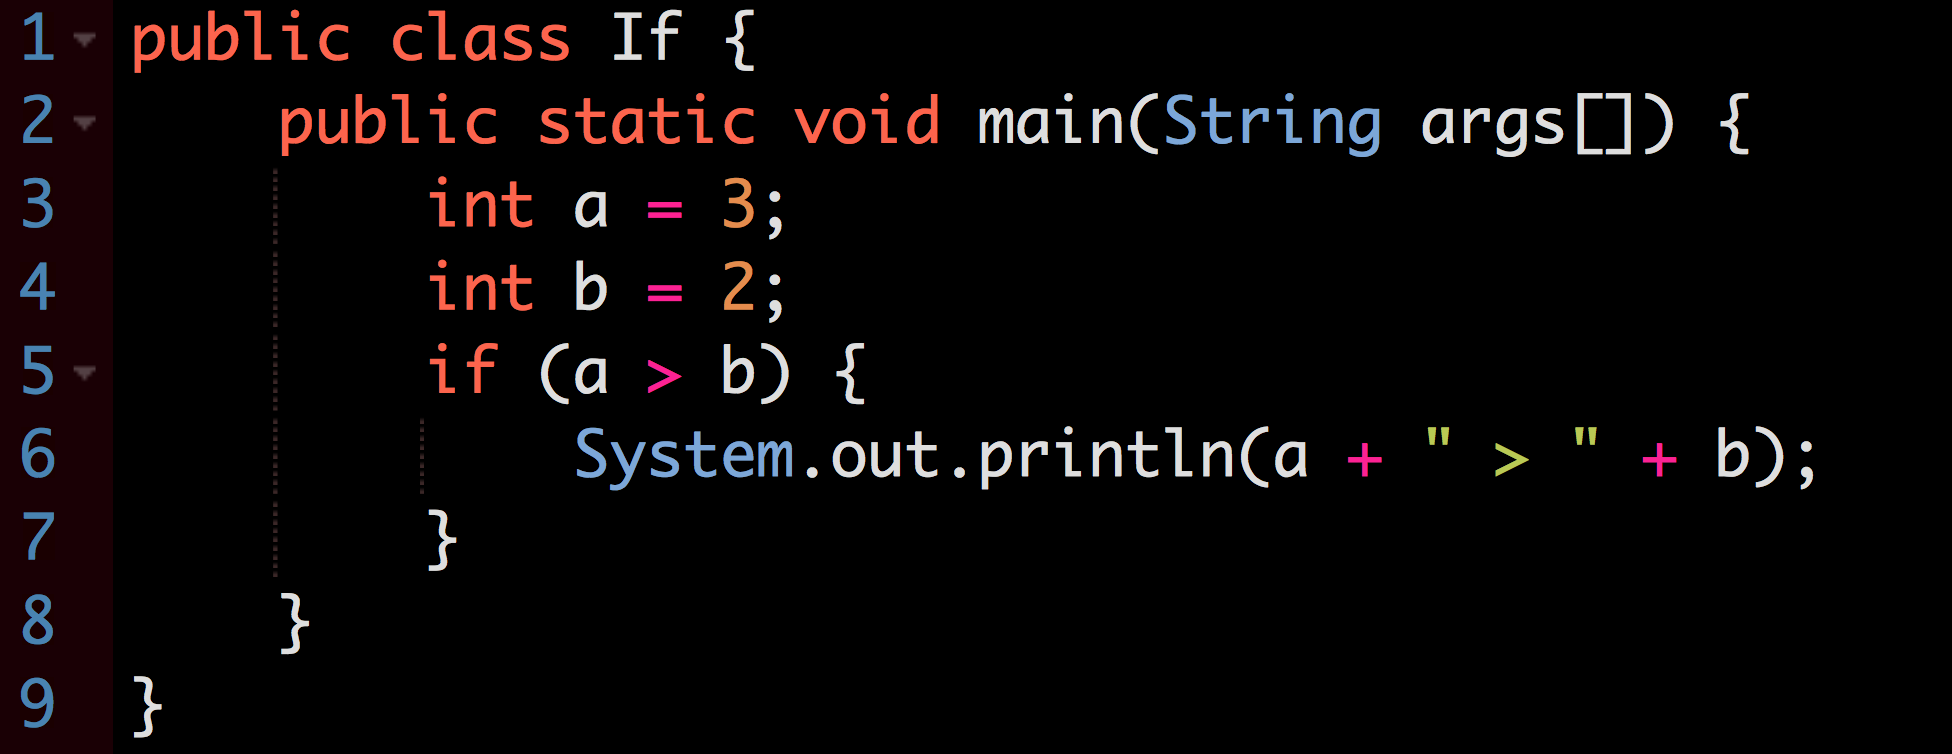 1 public class If {
2     public static void main(String args[]) {
3         int a = 3;
4         int b = 2;
5         if (a > b) {
6             System.out.println(a + " > " + b);
7         }
8     }
9 }